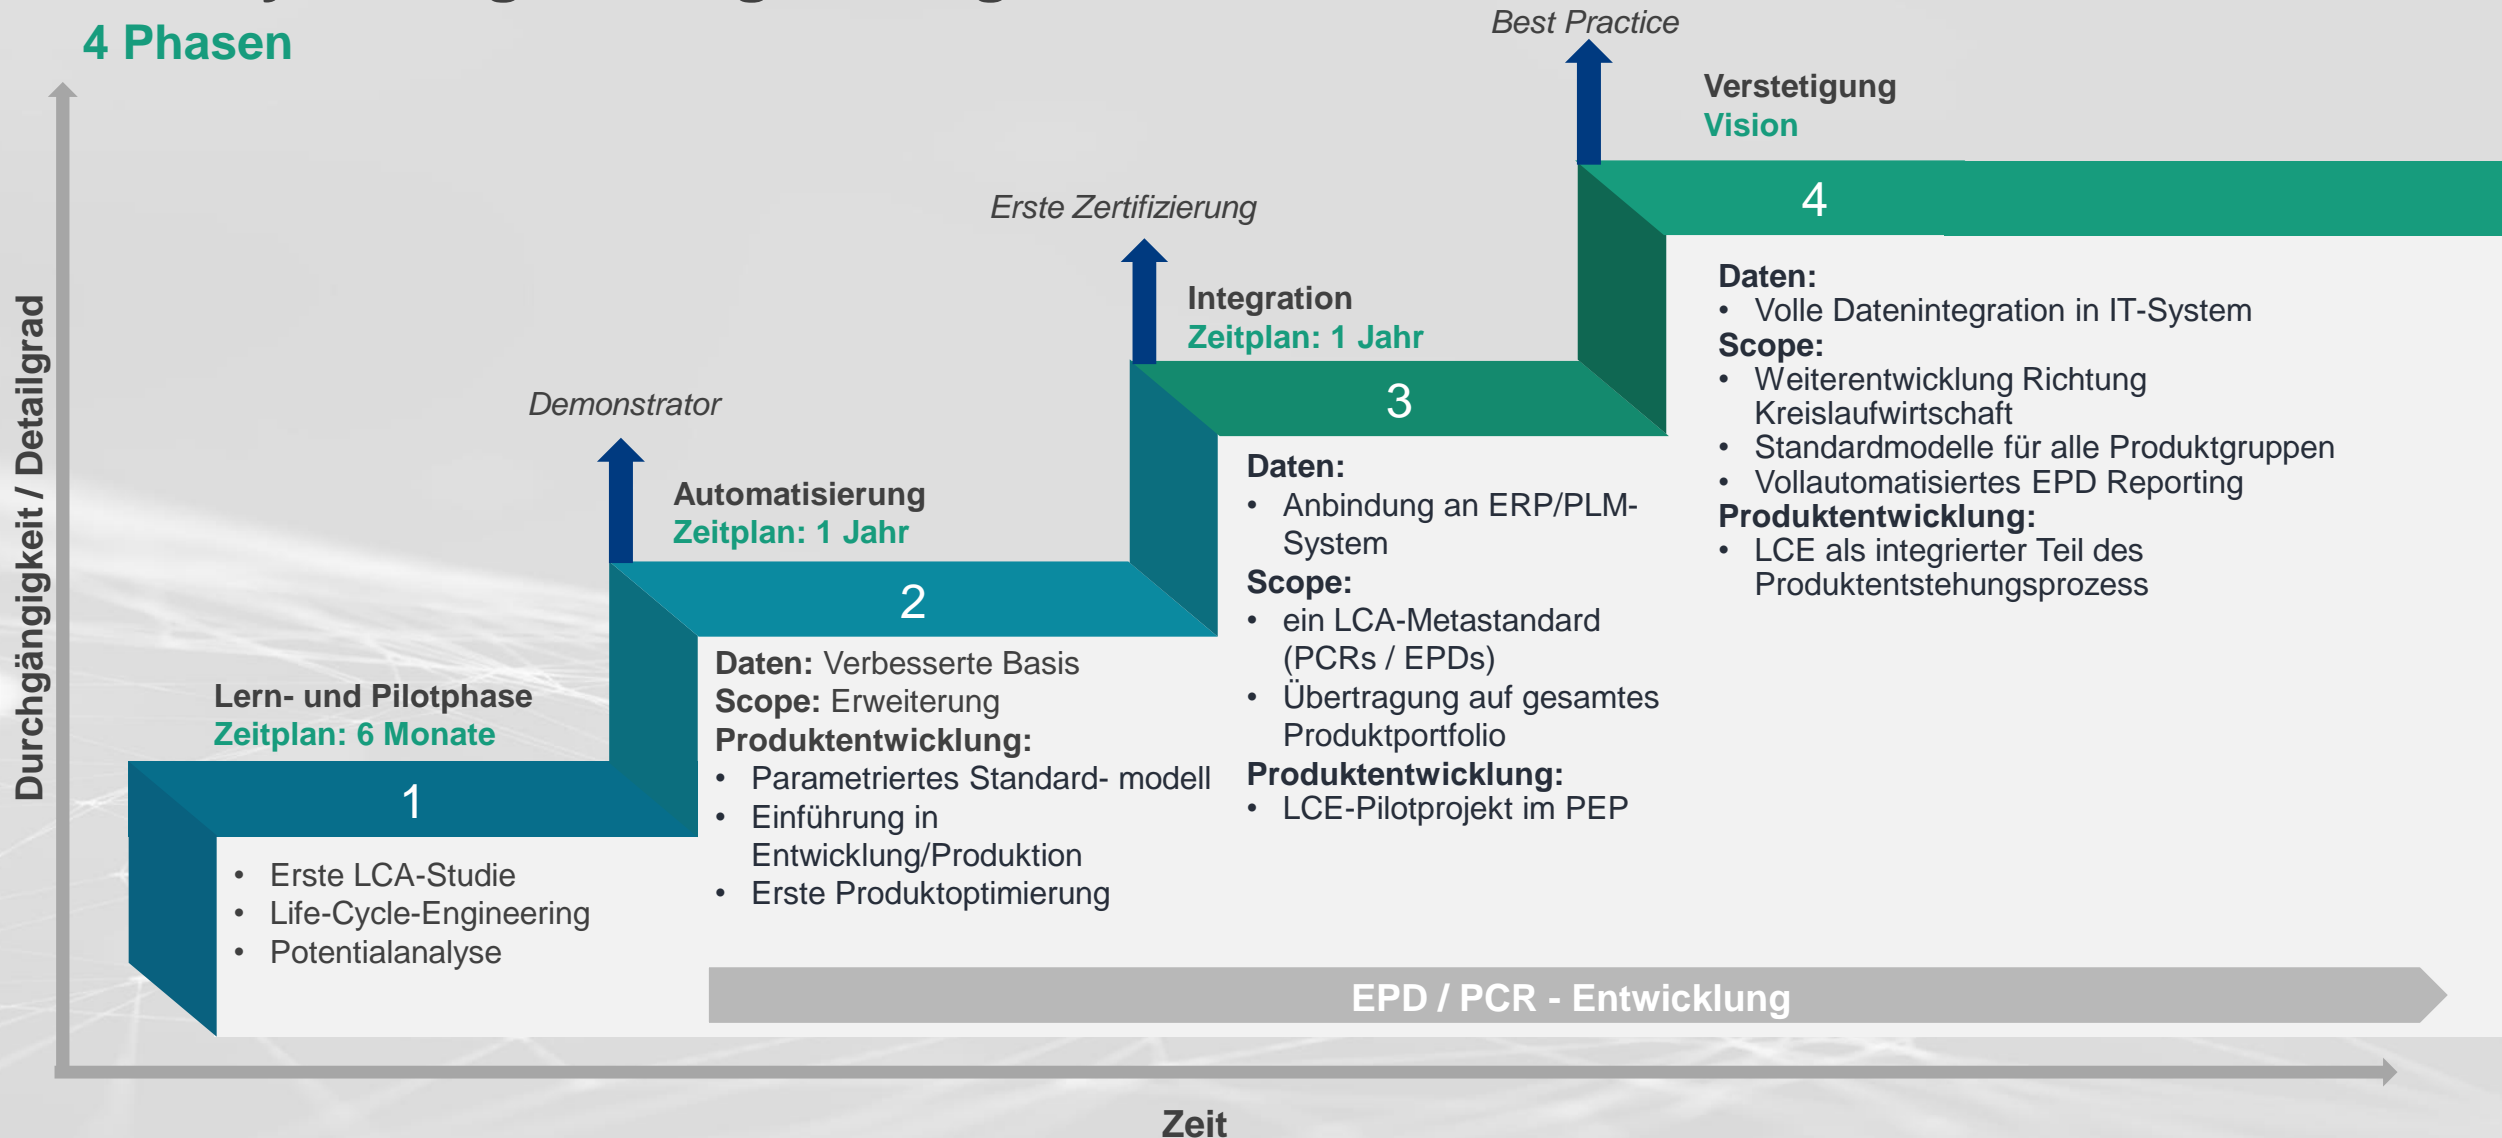 4 Phasen
Best Practice
Verstetigung
Vision
4
Erste Zertifizierung
Integration
Zeitplan: 1 Jahr
3
Demonstrator
Automatisierung
Zeitplan: 1 Jahr
2
Lern- und Pilotphase
Zeitplan: 6 Monate
1
• Erste LCA-Studie
• Life-Cycle-Engineering
• Potentialanalyse
Daten: Verbesserte Basis
Scope: Erweiterung
Produktentwicklung:
• Parametriertes Standard- modell
• Einführung in
Entwicklung/Produktion
• Erste Produktoptimierung
Daten:
• Anbindung an ERP/PLM-
System
Scope:
• ein LCA-Metastandard
(PCRs / EPDs)
• Übertragung auf gesamtes
Produktportfolio
Produktentwicklung:
• LCE-Pilotprojekt im PEP
Daten:
• Volle Datenintegration in IT-System
Scope:
• Weiterentwicklung Richtung
Kreislaufwirtschaft
• Standardmodelle für alle Produktgruppen
• Vollautomatisiertes EPD Reporting
Produktentwicklung:
• LCE als integrierter Teil des
Produktentstehungsprozess
EPD / PCR - Entwicklung
Durchgängigkeit / Detailgrad
Zeit